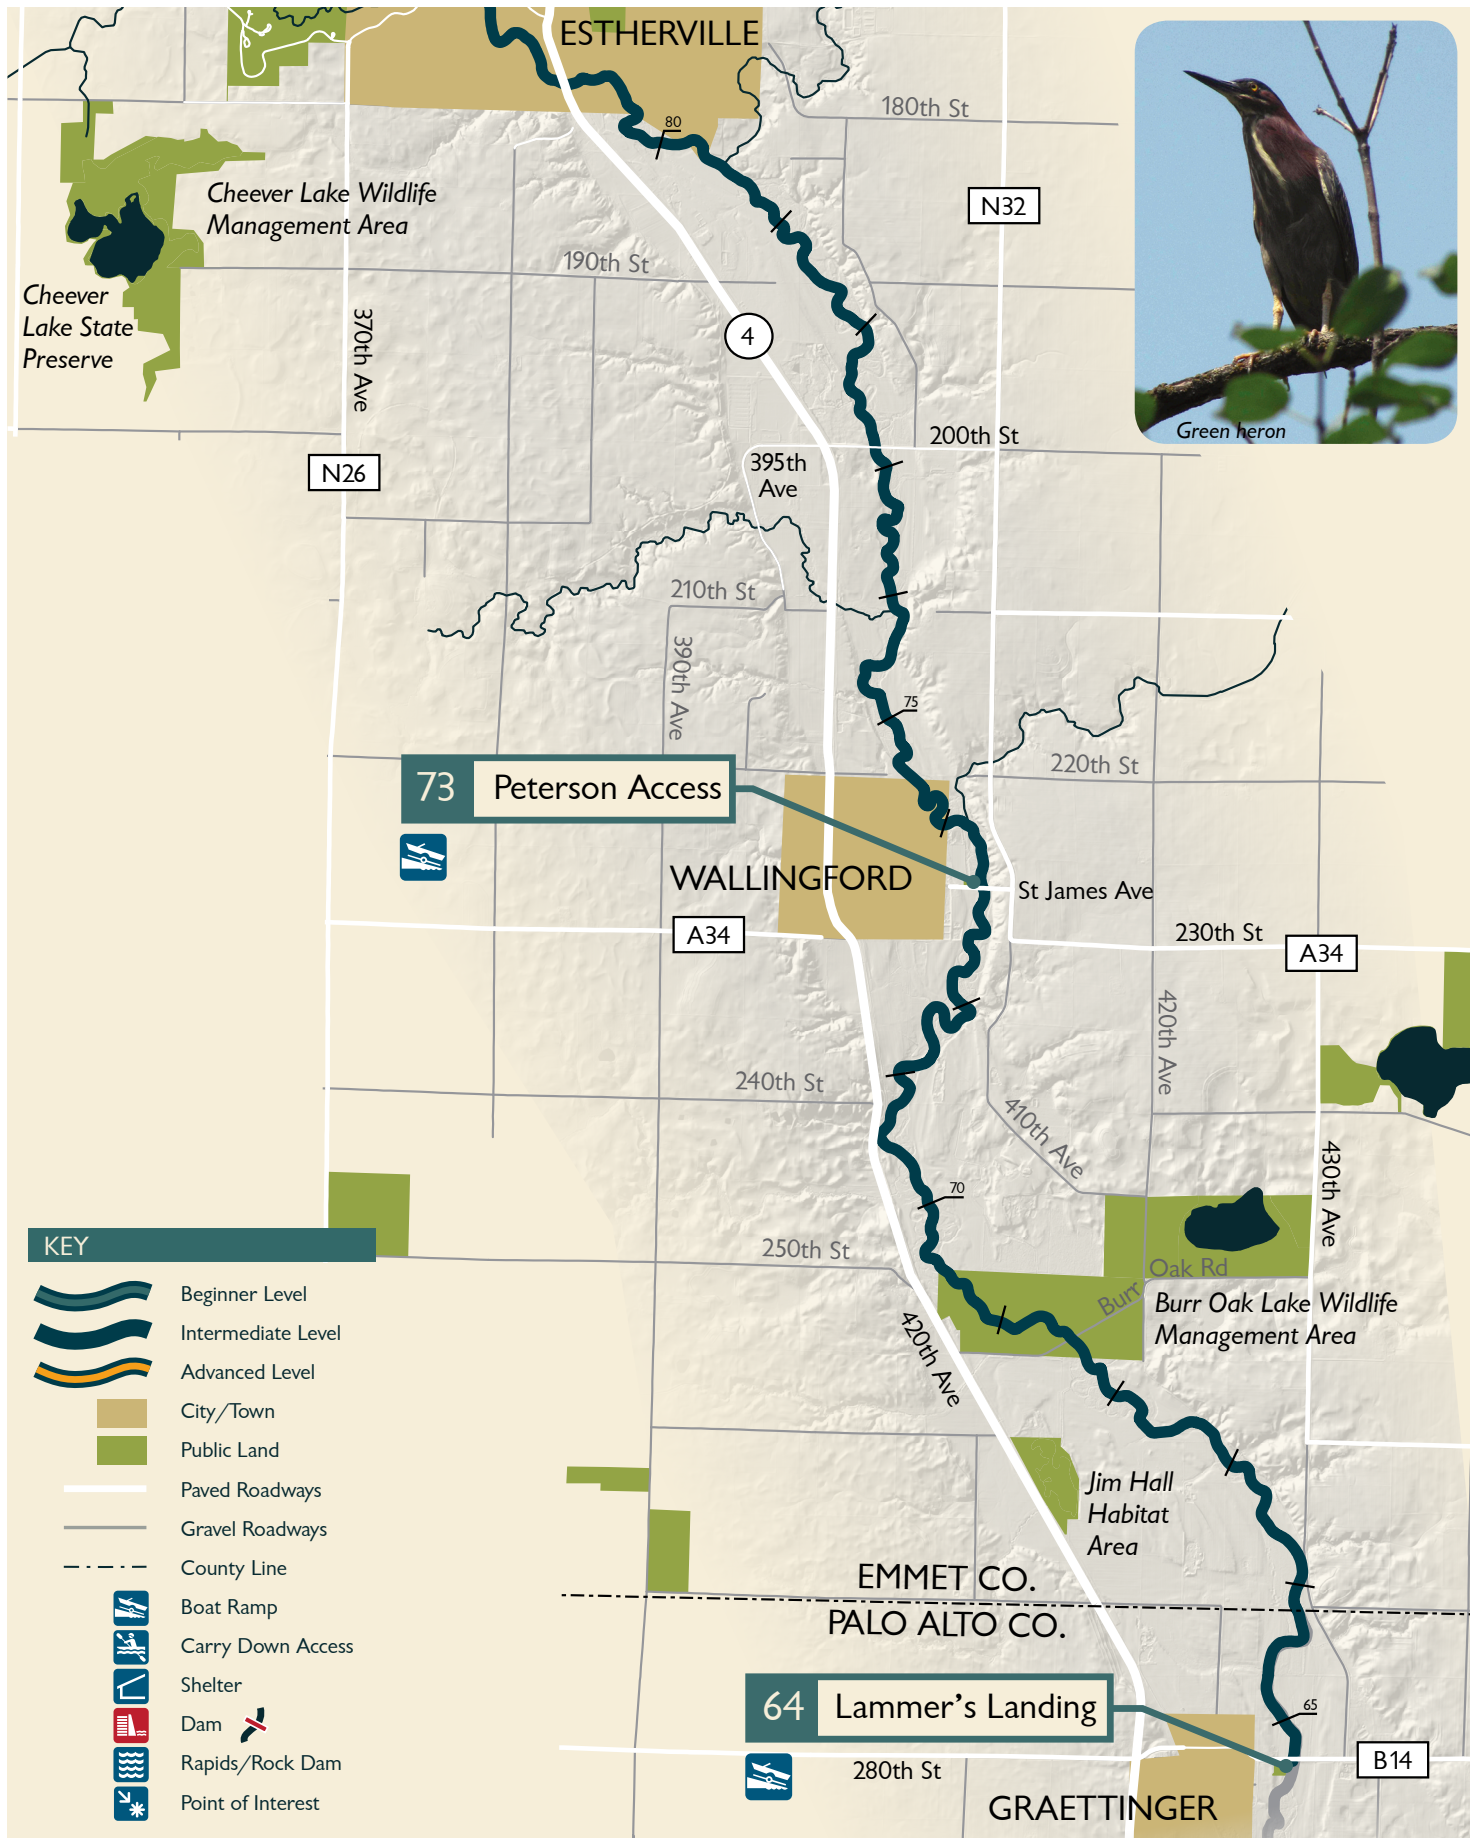 ESTHERVILLE
180th St
80
Cheever Lake Wildlife
Management Area
N32
190th St
Cheever
Lake State
Preserve
370th Ave
4
Green heron
200th St
395th
Ave
N26
210th St
390th Ave
75
220th St
73 Peterson Access
WALLINGFORD
St James Ave
A34
230th St
A34
420th Ave
240th St
410th Ave
430th Ave
70
250th St
Burr Oak Rd
Burr Oak Lake Wildlife
Management Area
420th Ave
Jim Hall
Habitat
Area
EMMET CO.
PALO ALTO CO.
64 Lammer's Landing
65
B14
280th St
GRAETTINGER
KEY
Beginner Level
Intermediate Level
Advanced Level
City/Town
Public Land
Paved Roadways
Gravel Roadways
County Line
Boat Ramp
Carry Down Access
Shelter
Dam
Rapids/Rock Dam
Point of Interest